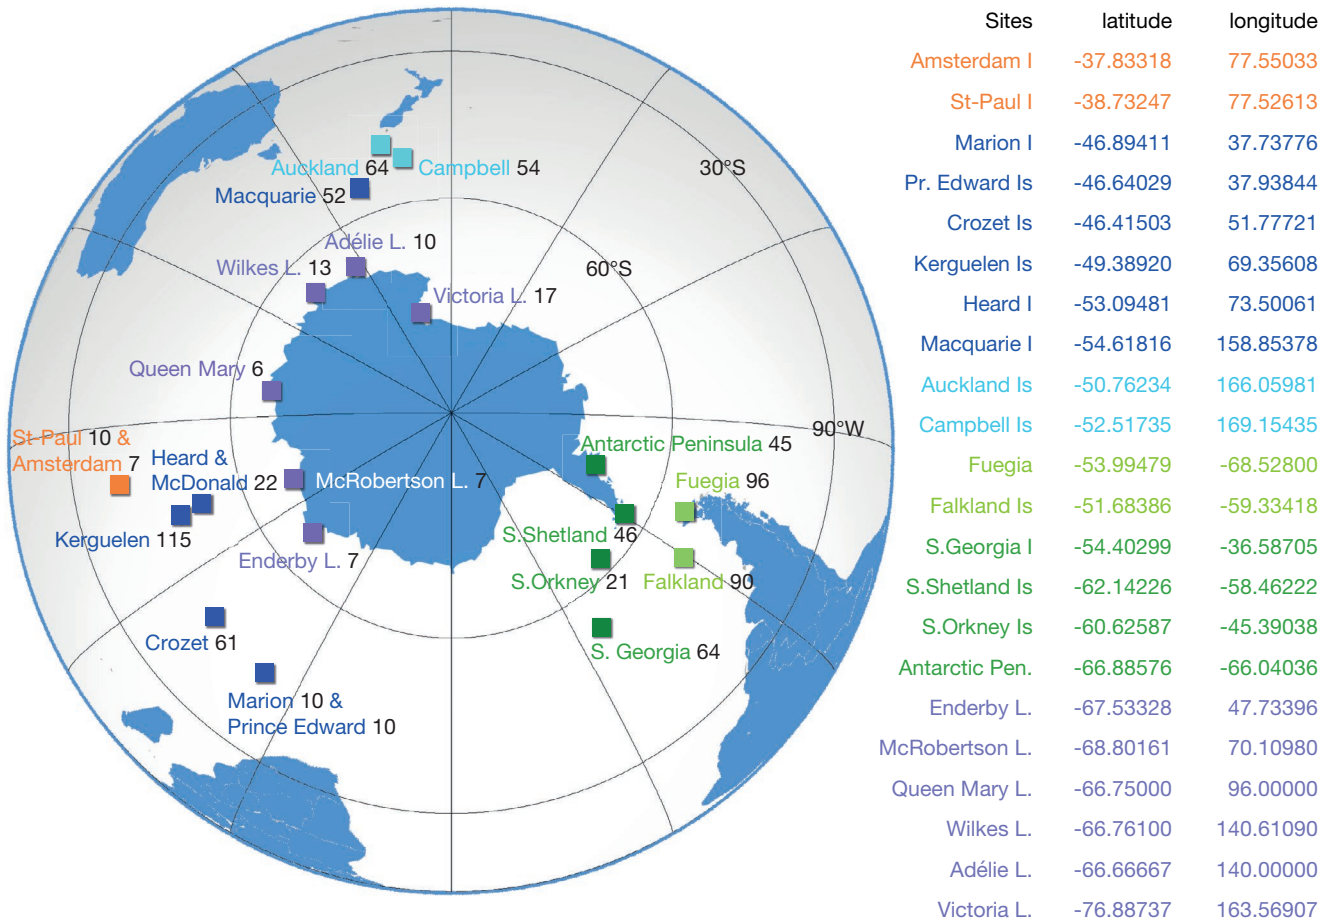 Auckland 64
Campbell 54
30°S
Macquarie 52
Adélie L. 10
Wilkes L. 13
60°S
Victoria L. 17
Queen Mary 6
90°W
St-Paul 10 &
Amsterdam 7
Heard &
McDonald 22
Antarctic Peninsula 45
McRobertson L. 7
Fuegia 96
Kerguelen 115
S.Shetland 46
Enderby L. 7
S.Orkney 21
Falkland 90
Crozet 61
S. Georgia 64
Marion 10 &
Prince Edward 10
Sites latitude longitude
Amsterdam I -37.83318 77.55033
St-Paul I -38.73247 77.52613
Marion I -46.89411 37.73776
Pr. Edward Is -46.64029 37.93844
Crozet Is -46.41503 51.77721
Kerguelen Is -49.38920 69.35608
Heard I -53.09481 73.50061
Macquarie I -54.61816 158.85378
Auckland Is -50.76234 166.05981
Campbell Is -52.51735 169.15435
Fuegia -53.99479 -68.52800
Falkland Is -51.68386 -59.33418
S.Georgia I -54.40299 -36.58705
S.Shetland Is -62.14226 -58.46222
S.Orkney Is -60.62587 -45.39038
Antarctic Pen. -66.88576 -66.04036
Enderby L. -67.53328 47.73396
McRobertson L. -68.80161 70.10980
Queen Mary L. -66.75000 96.00000
Wilkes L. -66.76100 140.61090
Adélie L. -66.66667 140.00000
Victoria L. -76.88737 163.56907